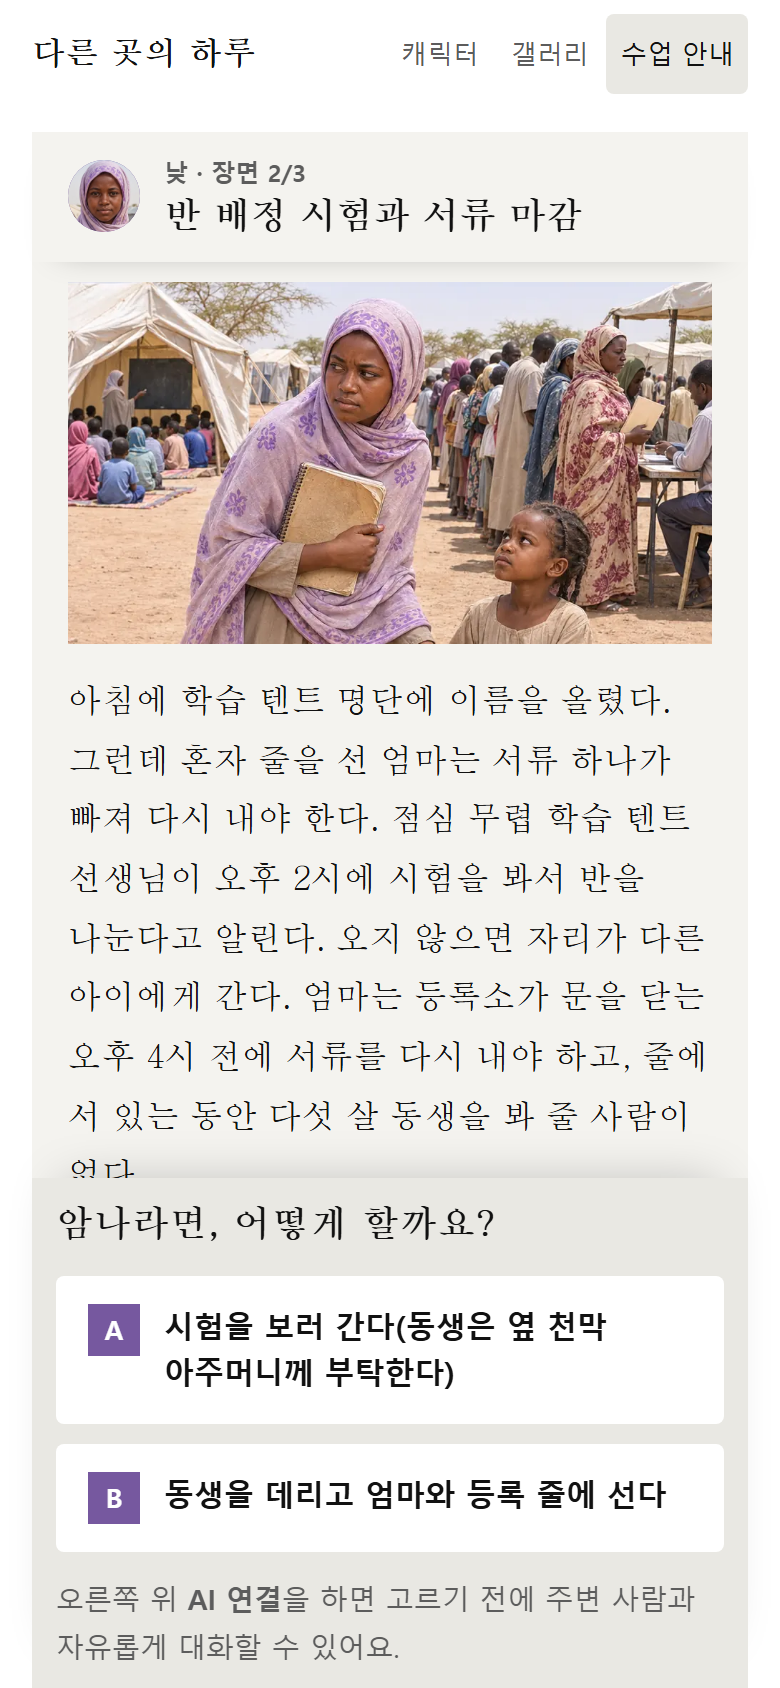 다른 곳의 하루
캐릭터
갤러리
수업 안내
낮 · 장면 2/3
반 배정 시험과 서류 마감
아침에 학습 텐트 명단에 이름을 올렸다.
그런데 혼자 줄을 선 엄마는 서류 하나가
빠져 다시 내야 한다. 점심 무렵 학습 텐트
선생님이 오후 2시에 시험을 봐서 반을
나눈다고 알린다. 오지 않으면 자리가 다른
아이에게 간다. 엄마는 등록소가 문을 닫는
오후 4시 전에 서류를 다시 내야 하고, 줄에
서 있는 동안 다섯 살 동생을 봐 줄 사람이
없다
암나라면, 어떻게 할까요?
A
시험을 보러 간다(동생은 옆 천막
아주머니께 부탁한다)
B
동생을 데리고 엄마와 등록 줄에 선다
오른쪽 위 AI 연결을 하면 고르기 전에 주변 사람과
자유롭게 대화할 수 있어요.